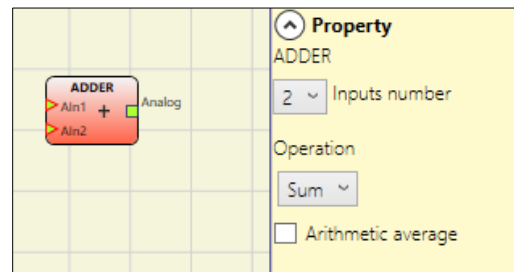 ADDER
AIn1
+
Analog
AIn2
Property
ADDER
2
Inputs number
Operation
Sum
Arithmetic average